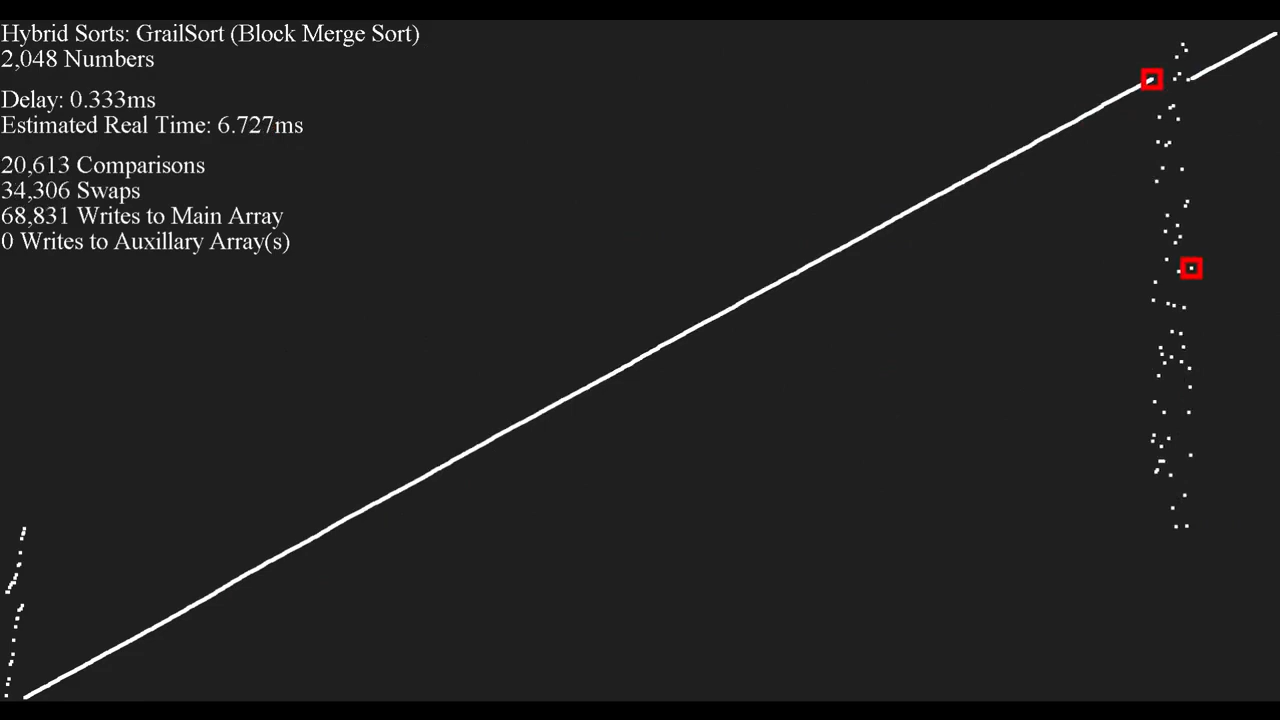 Hybrid Sorts: GrailSort (Block Merge Sort)
2,048 Numbers
Delay: 0.333ms
Estimated Real Time: 6.727ms
20,613 Comparisons
34,306 Swaps
68,831 Writes to Main Array
0 Writes to Auxillary Array(s)